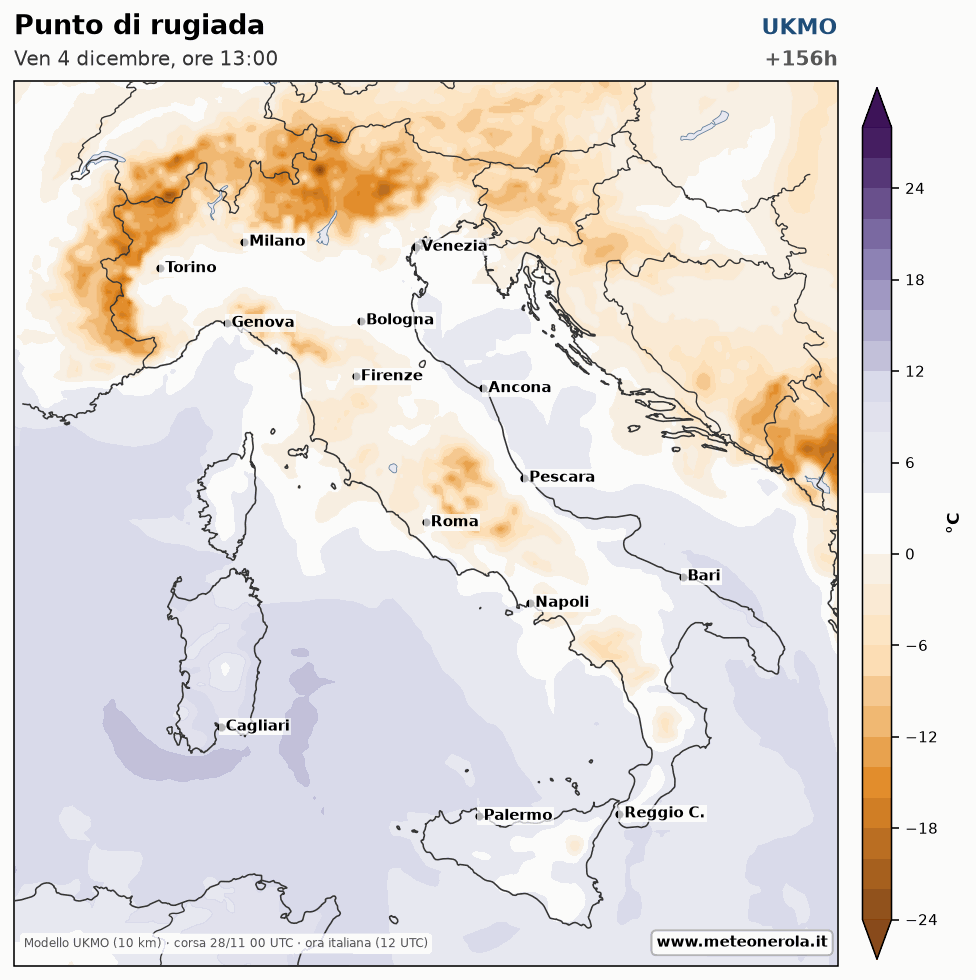 Punto di rugiada
UKMO
Ven 4 dicembre, ore 13:00
+156h
Milano
Venezia
Torino
Genova
Bologna
Firenze
Ancona
Pescara
Roma
Bari
Napoli
Cagliari
Palermo
Reggio C.
24
18
12
6
0
−6
−12
−18
−24
°C
Modello UKMO (10 km) · corsa 28/11 00 UTC · ora italiana (12 UTC)
www.meteonerola.it